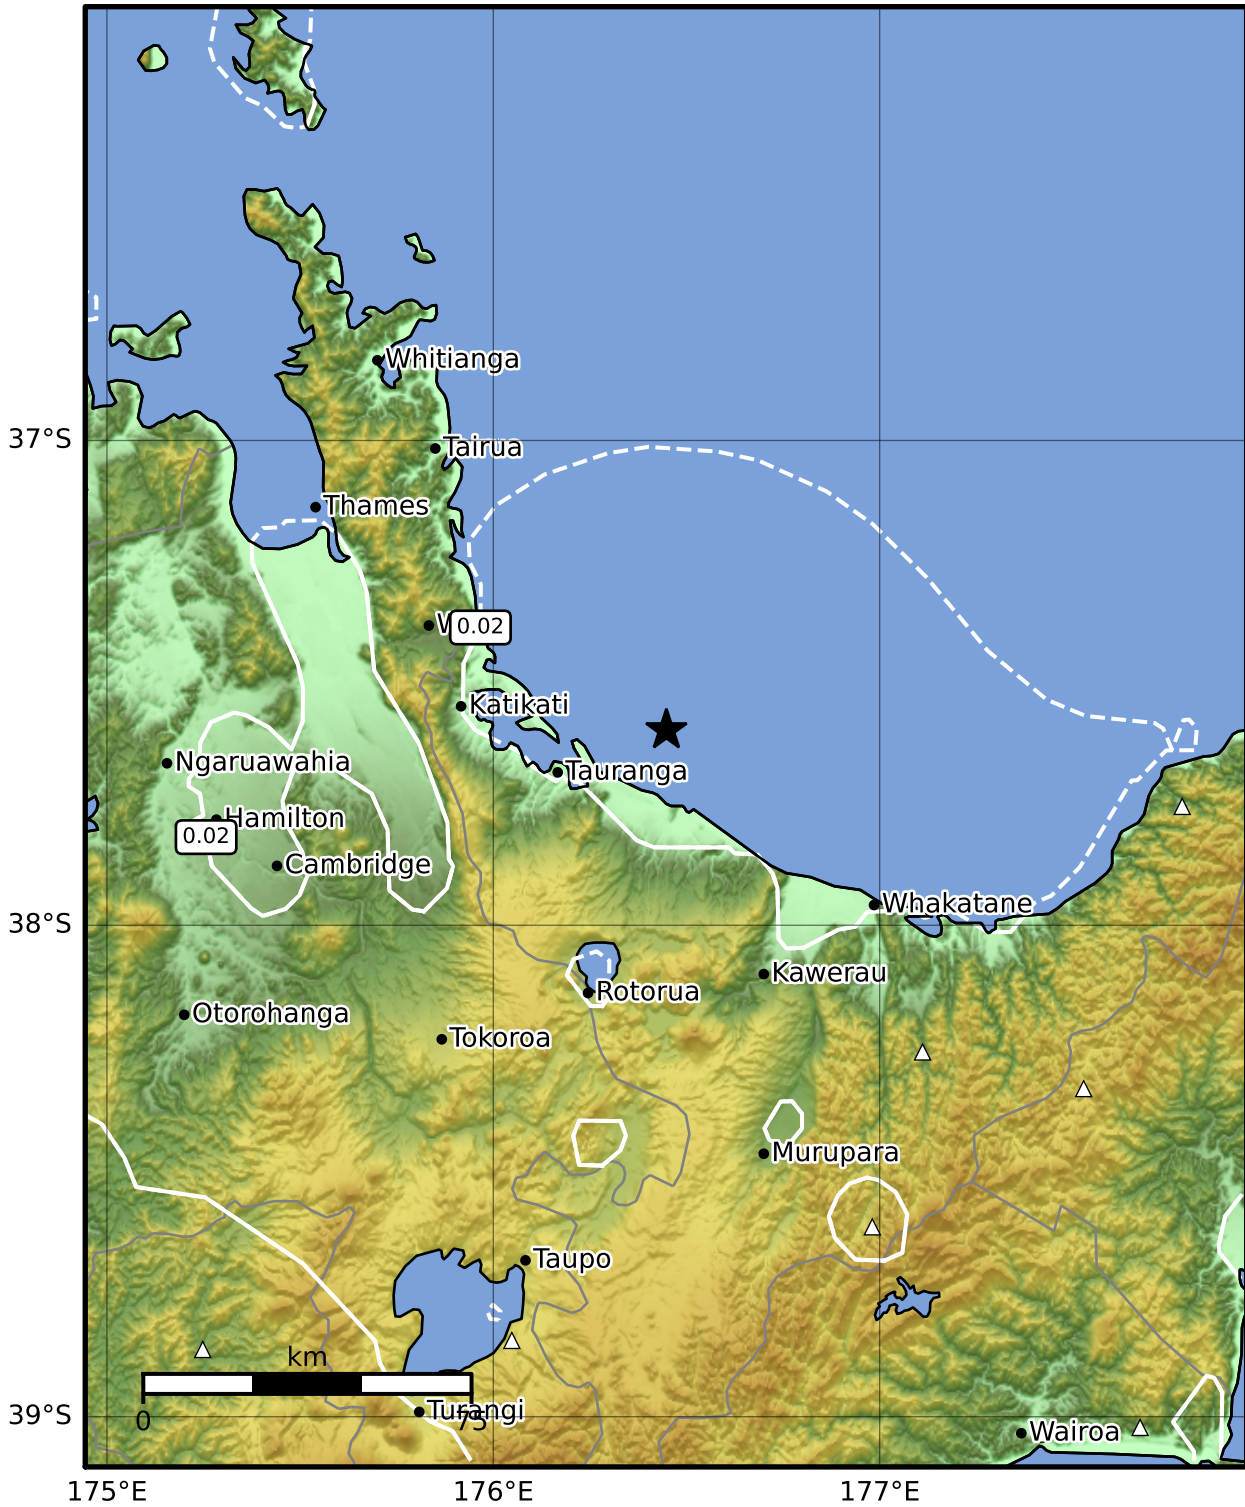 Whitianga
37°S
Tairua
Thames
0.02
Katikati
Ngaruawahia
Tauranga
Hamilton
0.02
Cambridge
Whakatane
38°S
Kawerau
Rotorua
Otorohanga
Tokoroa
Murupara
Taupo
km
0
75
Turangi
39°S
Wairoa
175°E
176°E
177°E